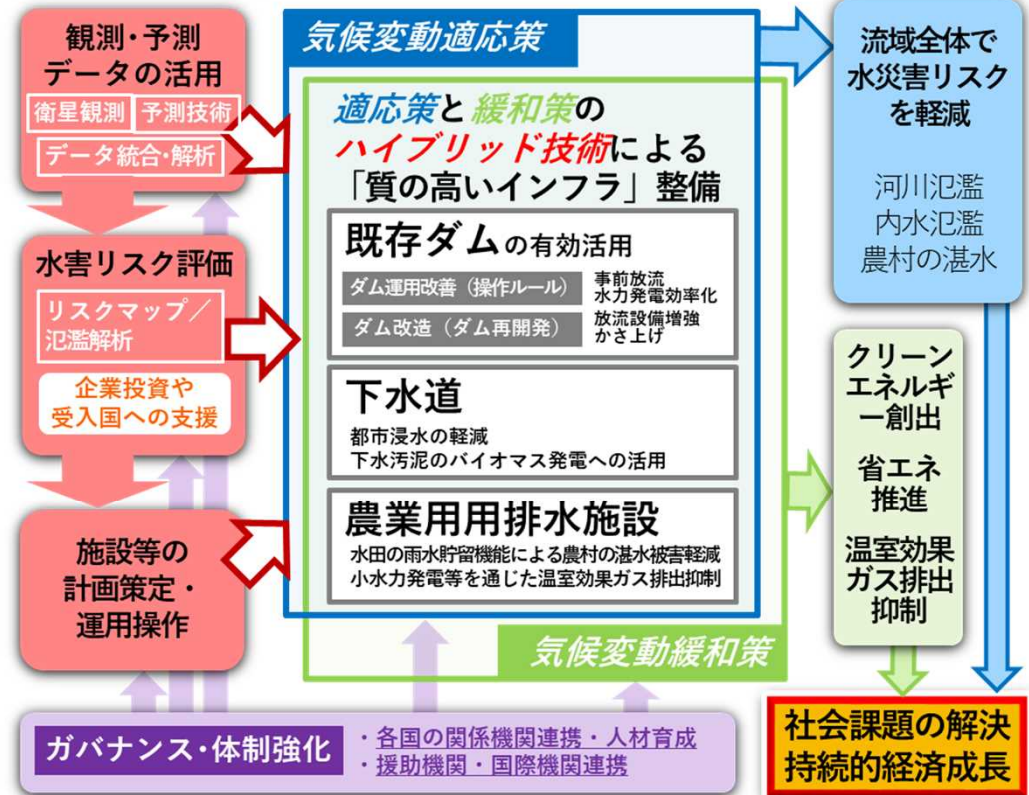 観測・予測
データの活用
衛星観測 予測技術
データ統合・解析
水害リスク評価
リスクマップ／
氾濫解析
企業投資や
受入国への支援
施設等の
計画策定・
運用操作
気候変動適応策
適応策と緩和策の
ハイブリッド技術による
「質の高いインフラ」整備
既存ダムの有効活用
ダム運用改善（操作ルール）
事前放流
水力発電効率化
ダム改造（ダム再開発）
放流設備増強
かさ上げ
下水道
都市浸水の軽減
下水汚泥のバイオマス発電への活用
農業用用排水施設
水田の雨水貯留機能による農村の湛水被害軽減
小水力発電等を通じた温室効果ガス排出抑制
気候変動緩和策
流域全体で
水災害リスク
を軽減
河川氾濫
内水氾濫
農村の湛水
クリーン
エネルギ
ー創出
省エネ
推進
温室効果
ガス排出
抑制
ガバナンス・体制強化
・各国の関係機関連携・人材育成
・援助機関・国際機関連携
社会課題の解決
持続的経済成長